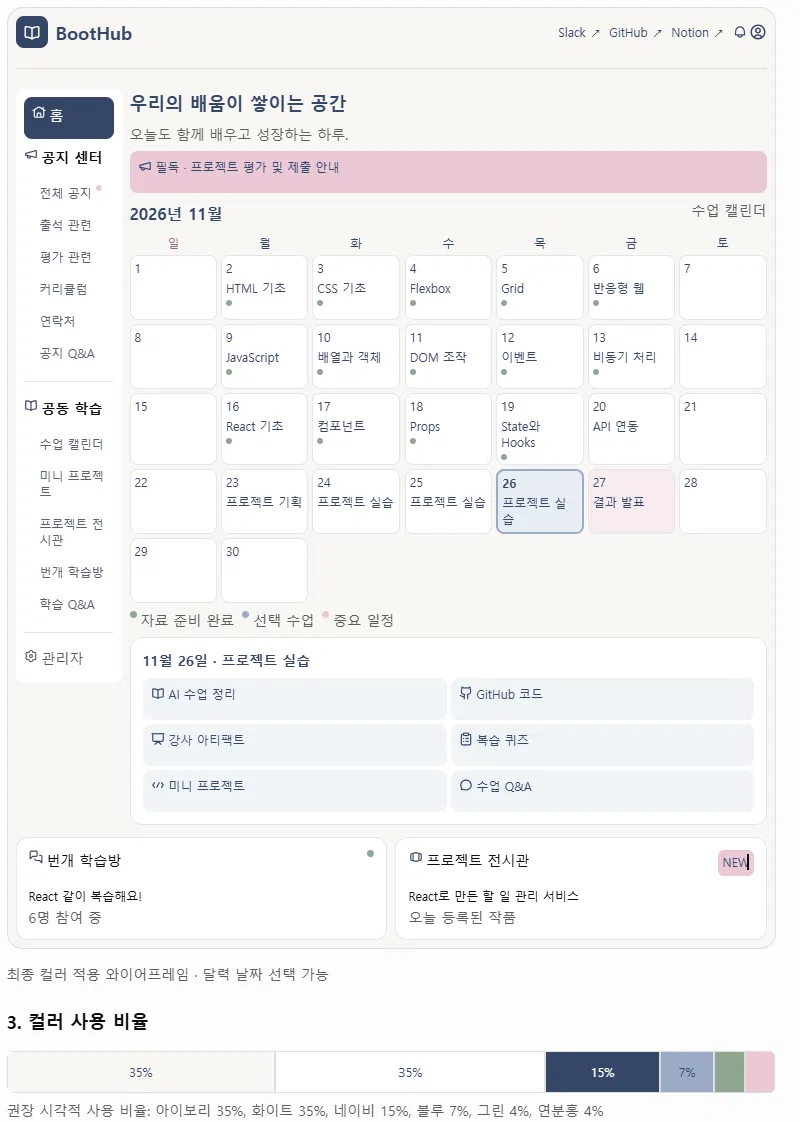 BootHub
Slack ↗ GitHub ↗ Notion ↗
홈
공지 센터
전체 공지
출석 관련
평가 관련
커리큘럼
연락처
공지 Q&A
공동 학습
수업 캘린더
미니 프로젝
트
프로젝트 전
시관
번개 학습방
학습 Q&A
관리자
우리의 배움이 쌓이는 공간
오늘도 함께 배우고 성장하는 하루.
필독 · 프로젝트 평가 및 제출 안내
2026년 11월
수업 캘린더
일 월 화 수 목 금 토
1
2
HTML 기초
3
CSS 기초
4
Flexbox
5
Grid
6
반응형 웹
7
8
9
JavaScript
10
배열과 객체
11
DOM 조작
12
이벤트
13
비동기 처리
14
15
16
React 기초
17
컴포넌트
18
Props
19
State와
Hooks
20
API 연동
21
22
23
프로젝트 기획
24
프로젝트 실습
25
프로젝트 실습
26
프로젝트 실
습
27
결과 발표
28
29
30
자료 준비 완료 선택 수업 중요 일정
11월 26일 · 프로젝트 실습
AI 수업 정리
GitHub 코드
강사 아티팩트
복습 퀴즈
미니 프로젝트
수업 Q&A
번개 학습방
React 같이 복습해요!
6명 참여 중
프로젝트 전시관
NEW
React로 만든 할 일 관리 서비스
오늘 등록된 작품
최종 컬러 적용 와이어프레임 · 달력 날짜 선택 가능
3. 컬러 사용 비율
35% 35% 15% 7%
권장 시각적 사용 비율: 아이보리 35%, 화이트 35%, 네이비 15%, 블루 7%, 그린 4%, 연분홍 4%